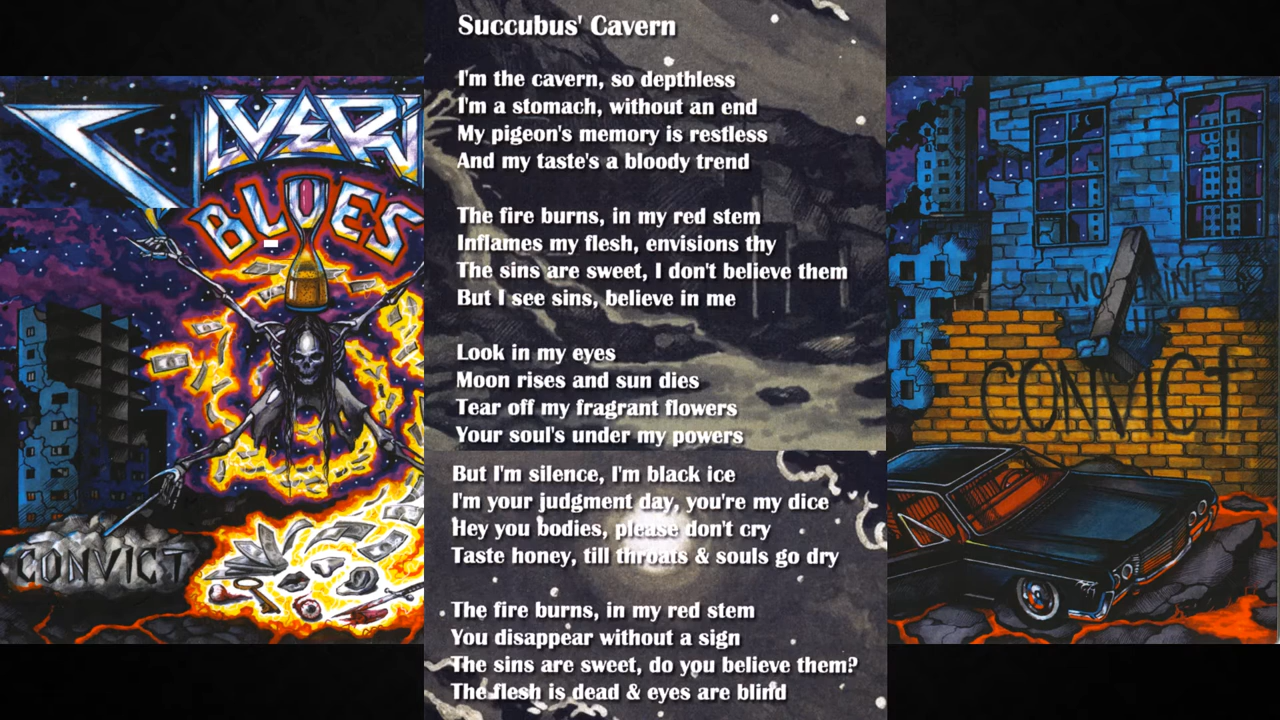 BLUES
CONVICT
Succubus' Cavern
I'm the cavern, so depthless
I'm a stomach, without an end
My pigeon's memory is restless
And my taste's a bloody trend
The fire burns, in my red stem
Inflames my flesh, envisions thy
The sins are sweet, I don't believe them
But I see sins, believe in me
Look in my eyes
Moon rises and sun dies
Tear off my fragrant flowers
Your soul's under my powers
But I'm silence, I'm black ice
I'm your judgment day, you're my dice
Hey you bodies, please don't cry
Taste honey, till throats & souls go dry
The fire burns, in my red stem
You disappear without a sign
The sins are sweet, do you believe them?
The flesh is dead & eyes are blind
CONVICT